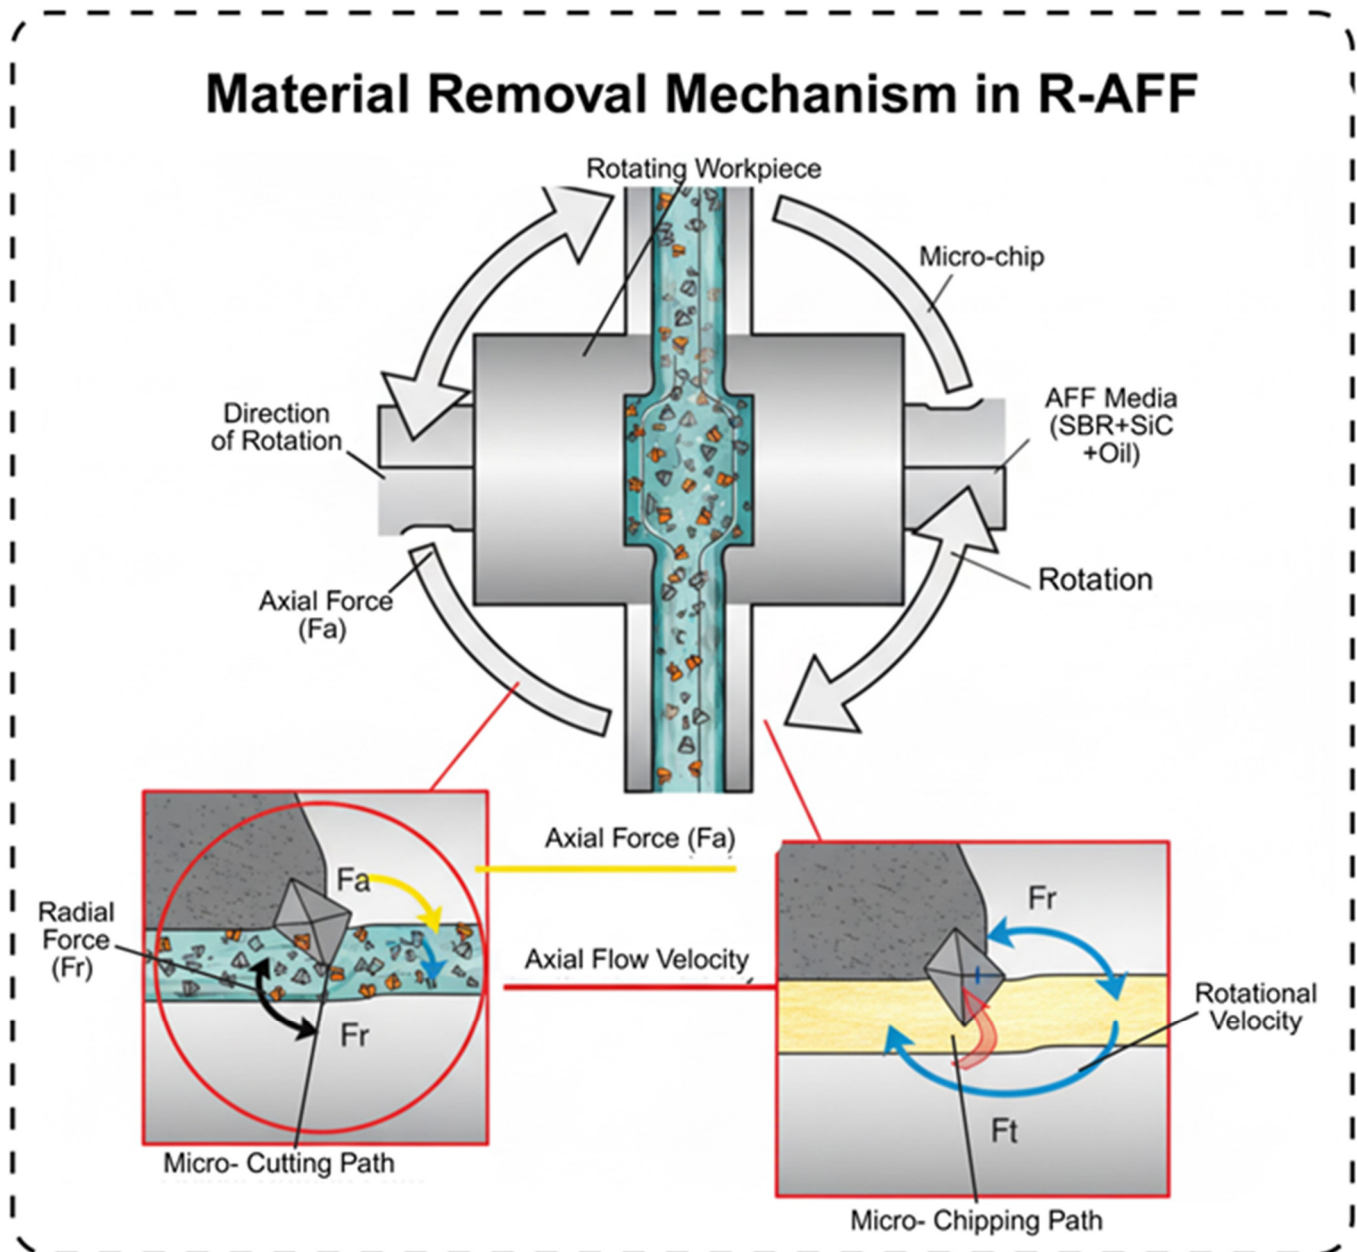 Material Removal Mechanism in R-AFF
Rotating Workpiece
Micro-chip
AFF Media
(SBR+SiC
+Oil)
Direction
of Rotation
Rotation
Axial Force
(Fa)
Axial Force (Fa)
Fa
Radial
Force
(Fr)
Fr
Axial Flow Velocity
Fr
Rotational
Velocity
Ft
Micro- Cutting Path
Micro- Chipping Path